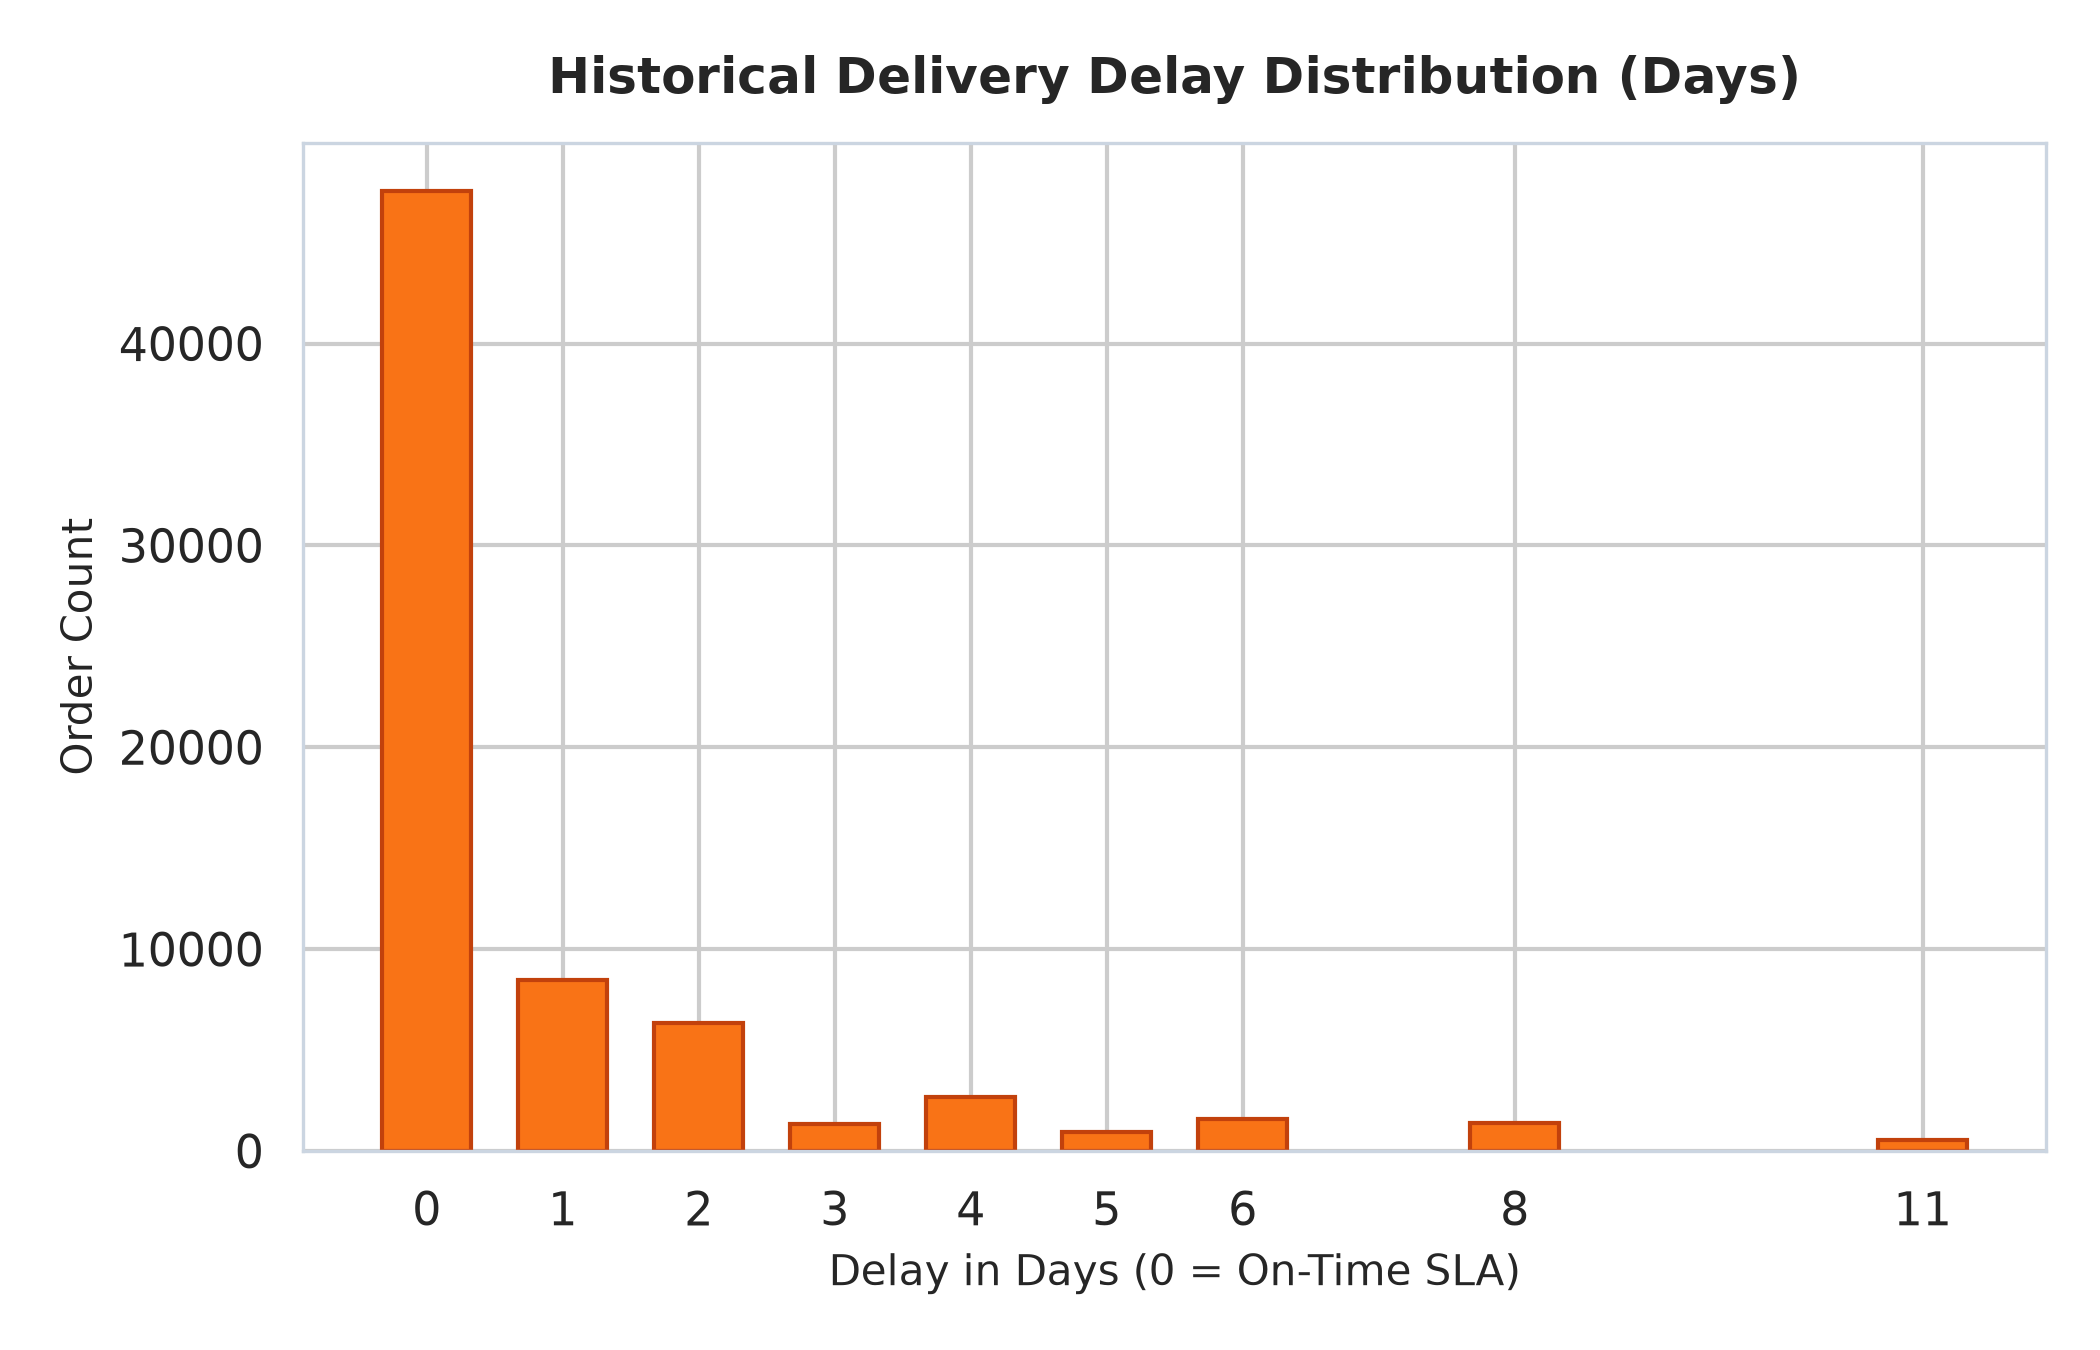 Historical Delivery Delay Distribution (Days)
Order Count
40000
30000
20000
10000
0
0 1 2 3 4 5 6 8 11
Delay in Days (0 = On-Time SLA)